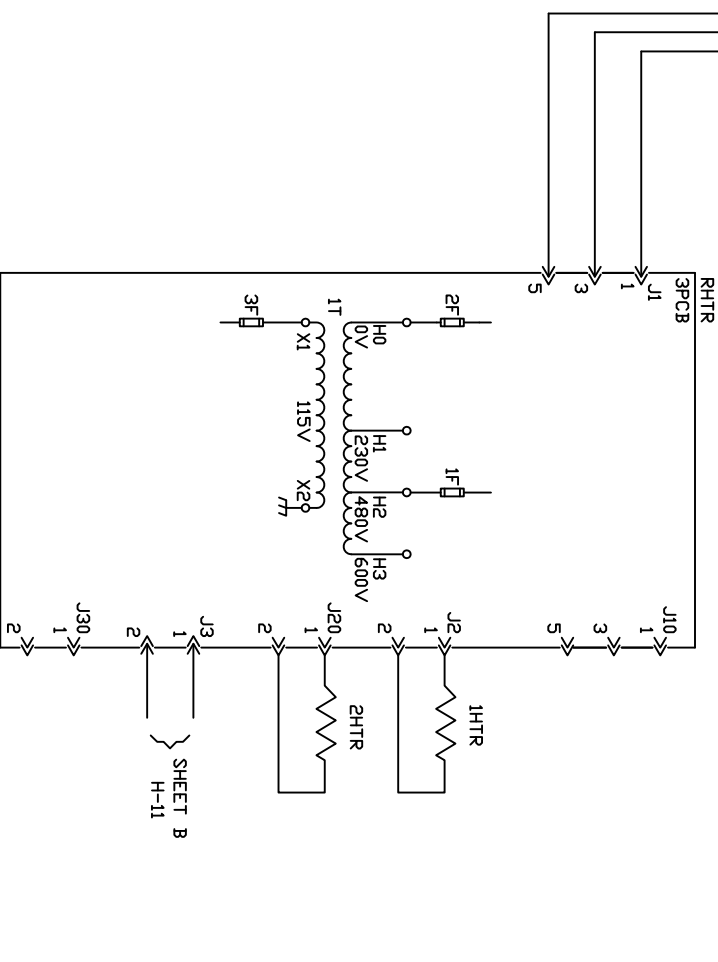 RHTR
3PCB
J1
1
3
5
2F
1F
H0
0V
H1
230V
H2
480V
H3
600V
1T
3F
X1
115V
X2
J10
1
3
5
J2
1
2
1HTR
J20
1
2
2HTR
J3
1
2
SHEET B
H-11
J30
1
2